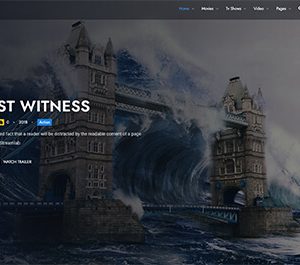 Home Movies Tv Shows Video Pages
ST WITNESS
0 2018 Action
ed fact that a reader will be distracted by the readable content of a page
Streamlab
WATCH TRAILER